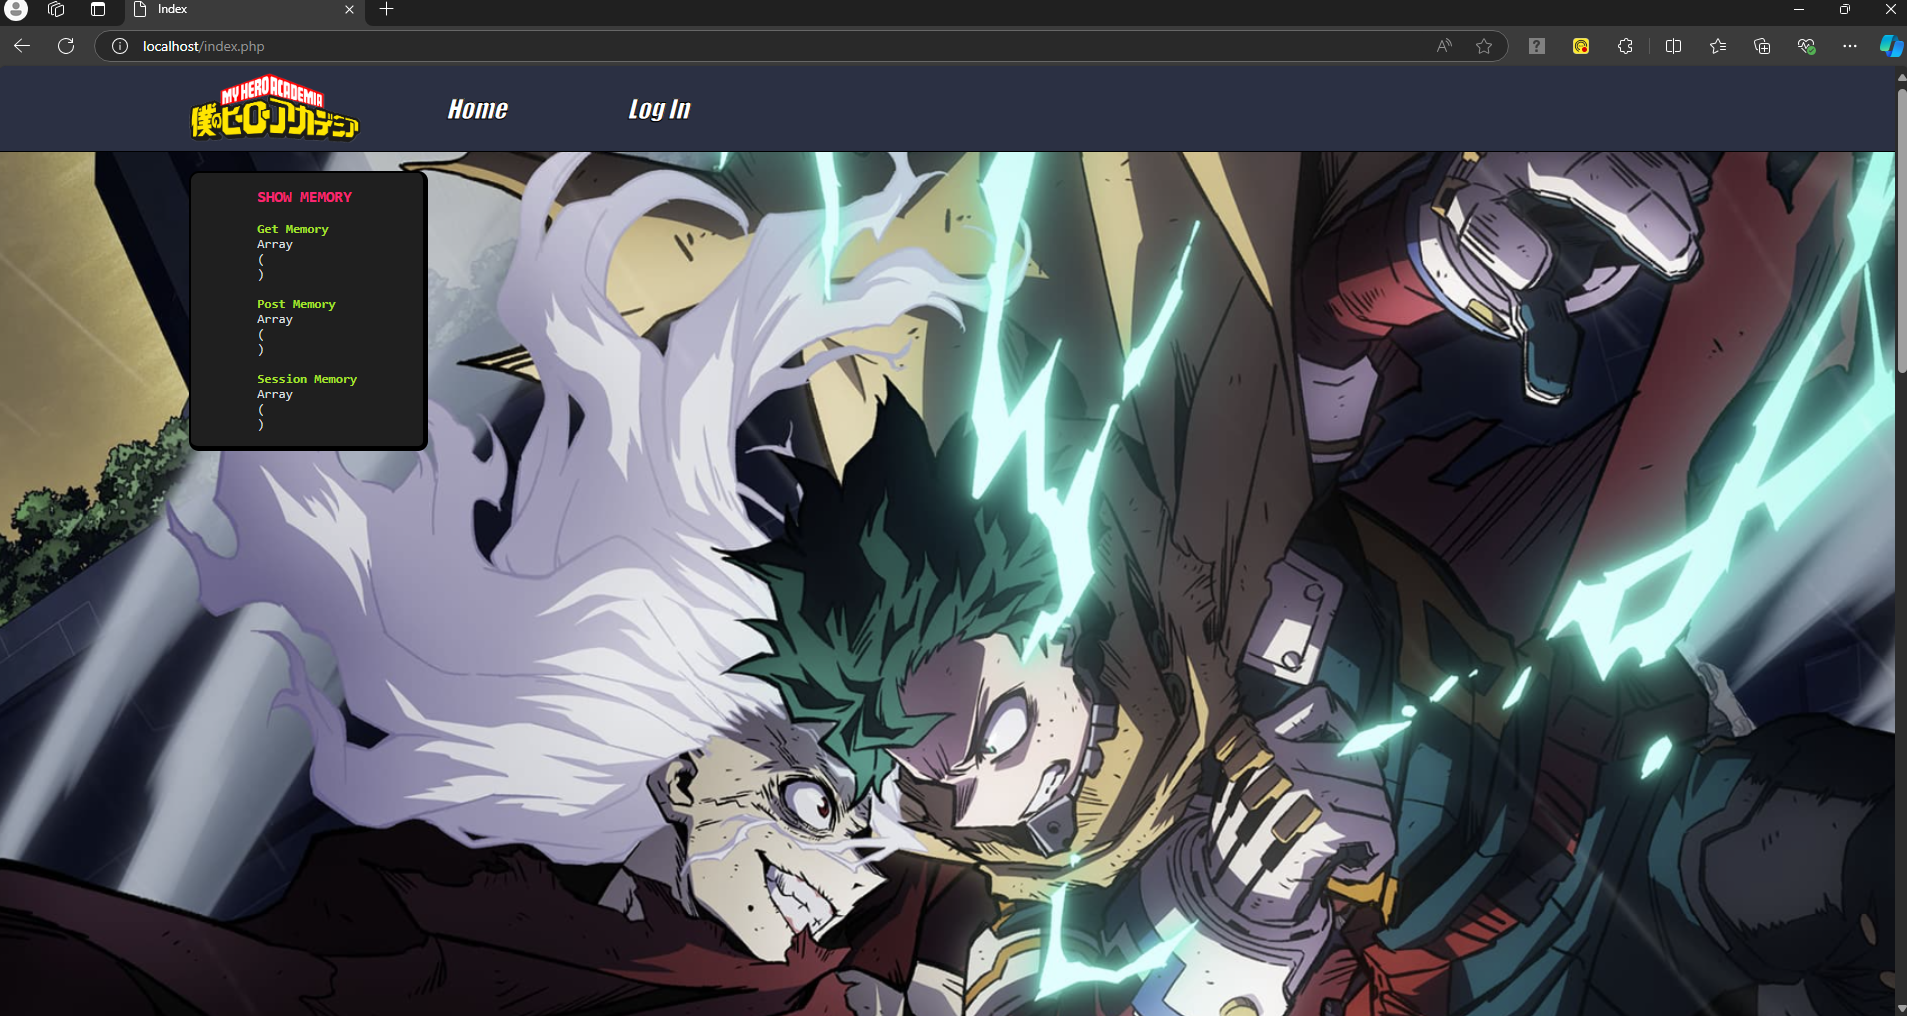 Index
localhost/index.php
MY HERO ACADEMIA
僕のヒーローアカデミア
Home
Log In
SHOW MEMORY
Get Memory
Array
(
)
Post Memory
Array
(
)
Session Memory
Array
(
)